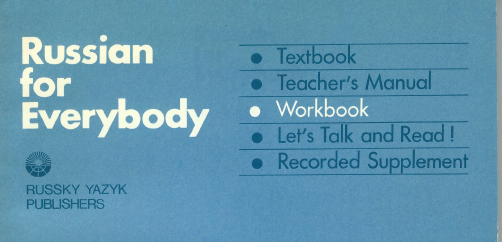 Russian
for
Everybody
• Textbook
• Teacher's Manual
• Workbook
• Let's Talk and Read!
• Recorded Supplement
RUSSKY YAZYK
PUBLISHERS